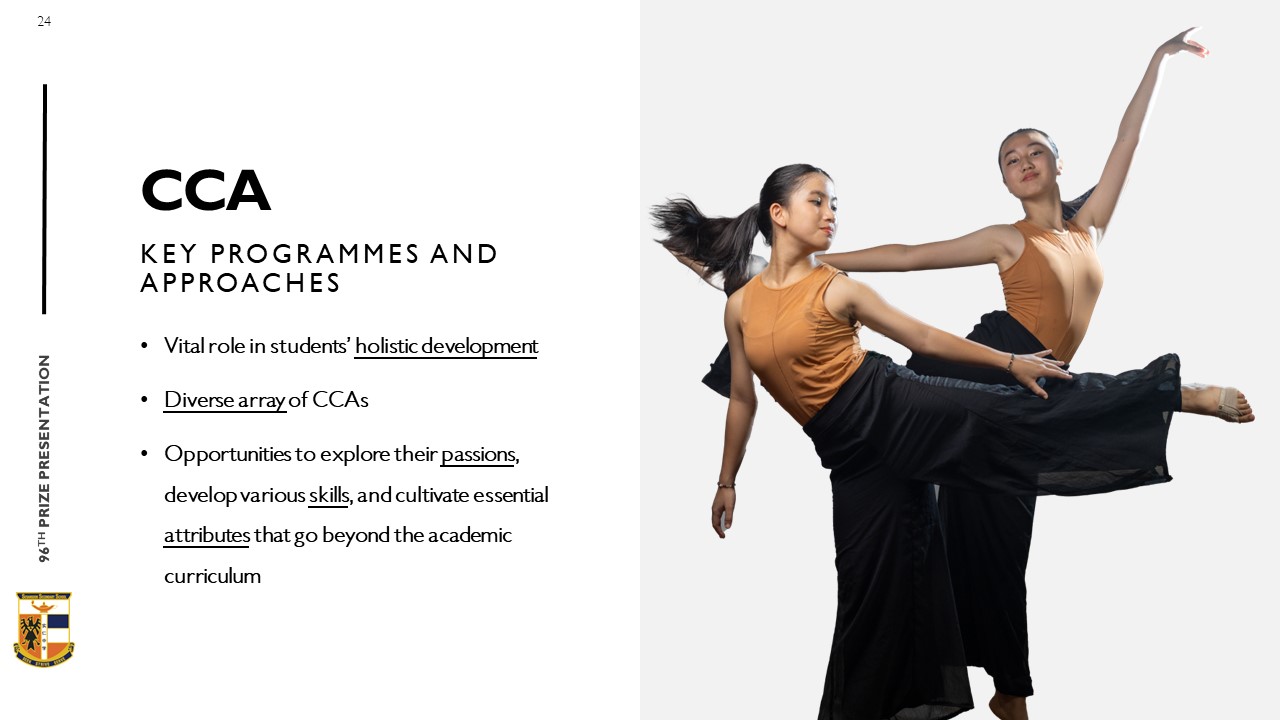 24
CCA
KEY PROGRAMMES AND
APPROACHES
• Vital role in students’ holistic development
• Diverse array of CCAs
• Opportunities to explore their passions,
develop various skills, and cultivate essential
attributes that go beyond the academic
curriculum
96TH PRIZE PRESENTATION